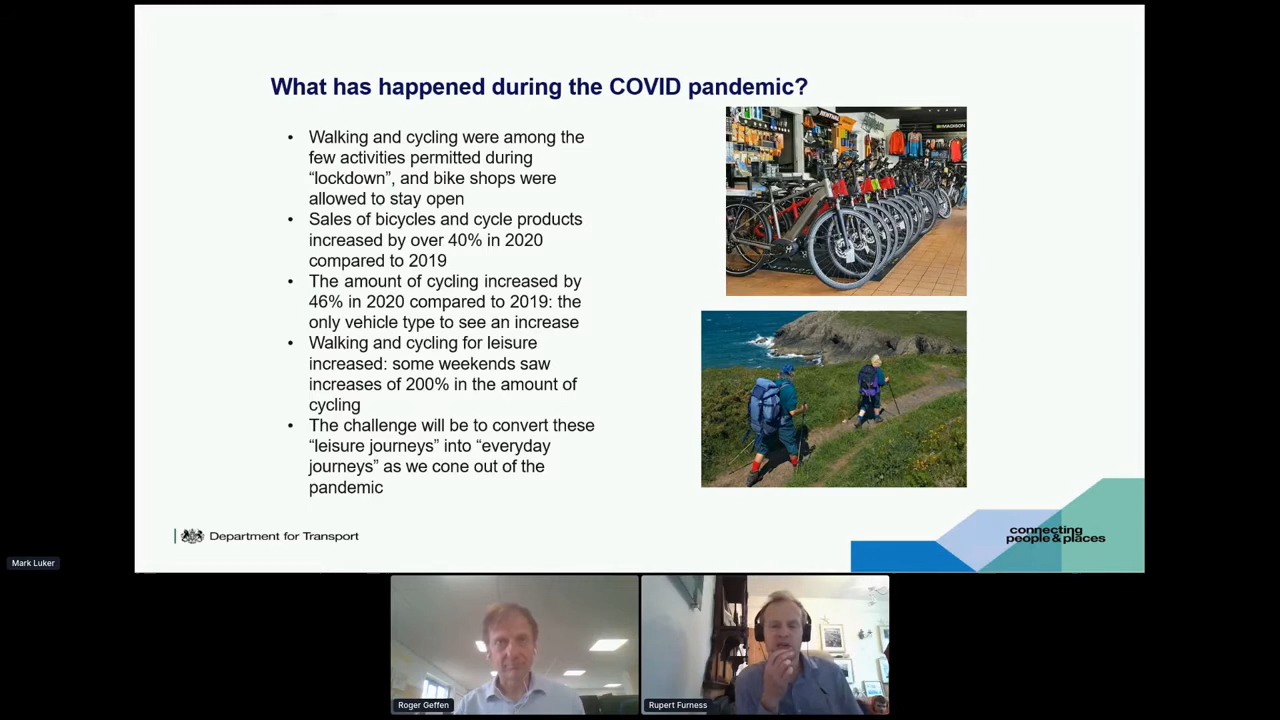 What has happened during the COVID pandemic?
• Walking and cycling were among the
few activities permitted during
“lockdown”, and bike shops were
allowed to stay open
• Sales of bicycles and cycle products
increased by over 40% in 2020
compared to 2019
• The amount of cycling increased by
46% in 2020 compared to 2019: the
only vehicle type to see an increase
• Walking and cycling for leisure
increased: some weekends saw
increases of 200% in the amount of
cycling
• The challenge will be to convert these
“leisure journeys” into “everyday
journeys” as we cone out of the
pandemic
MADISON
Department for Transport
connecting
people & places
Mark Luker
Roger Geffen
Rupert Furness